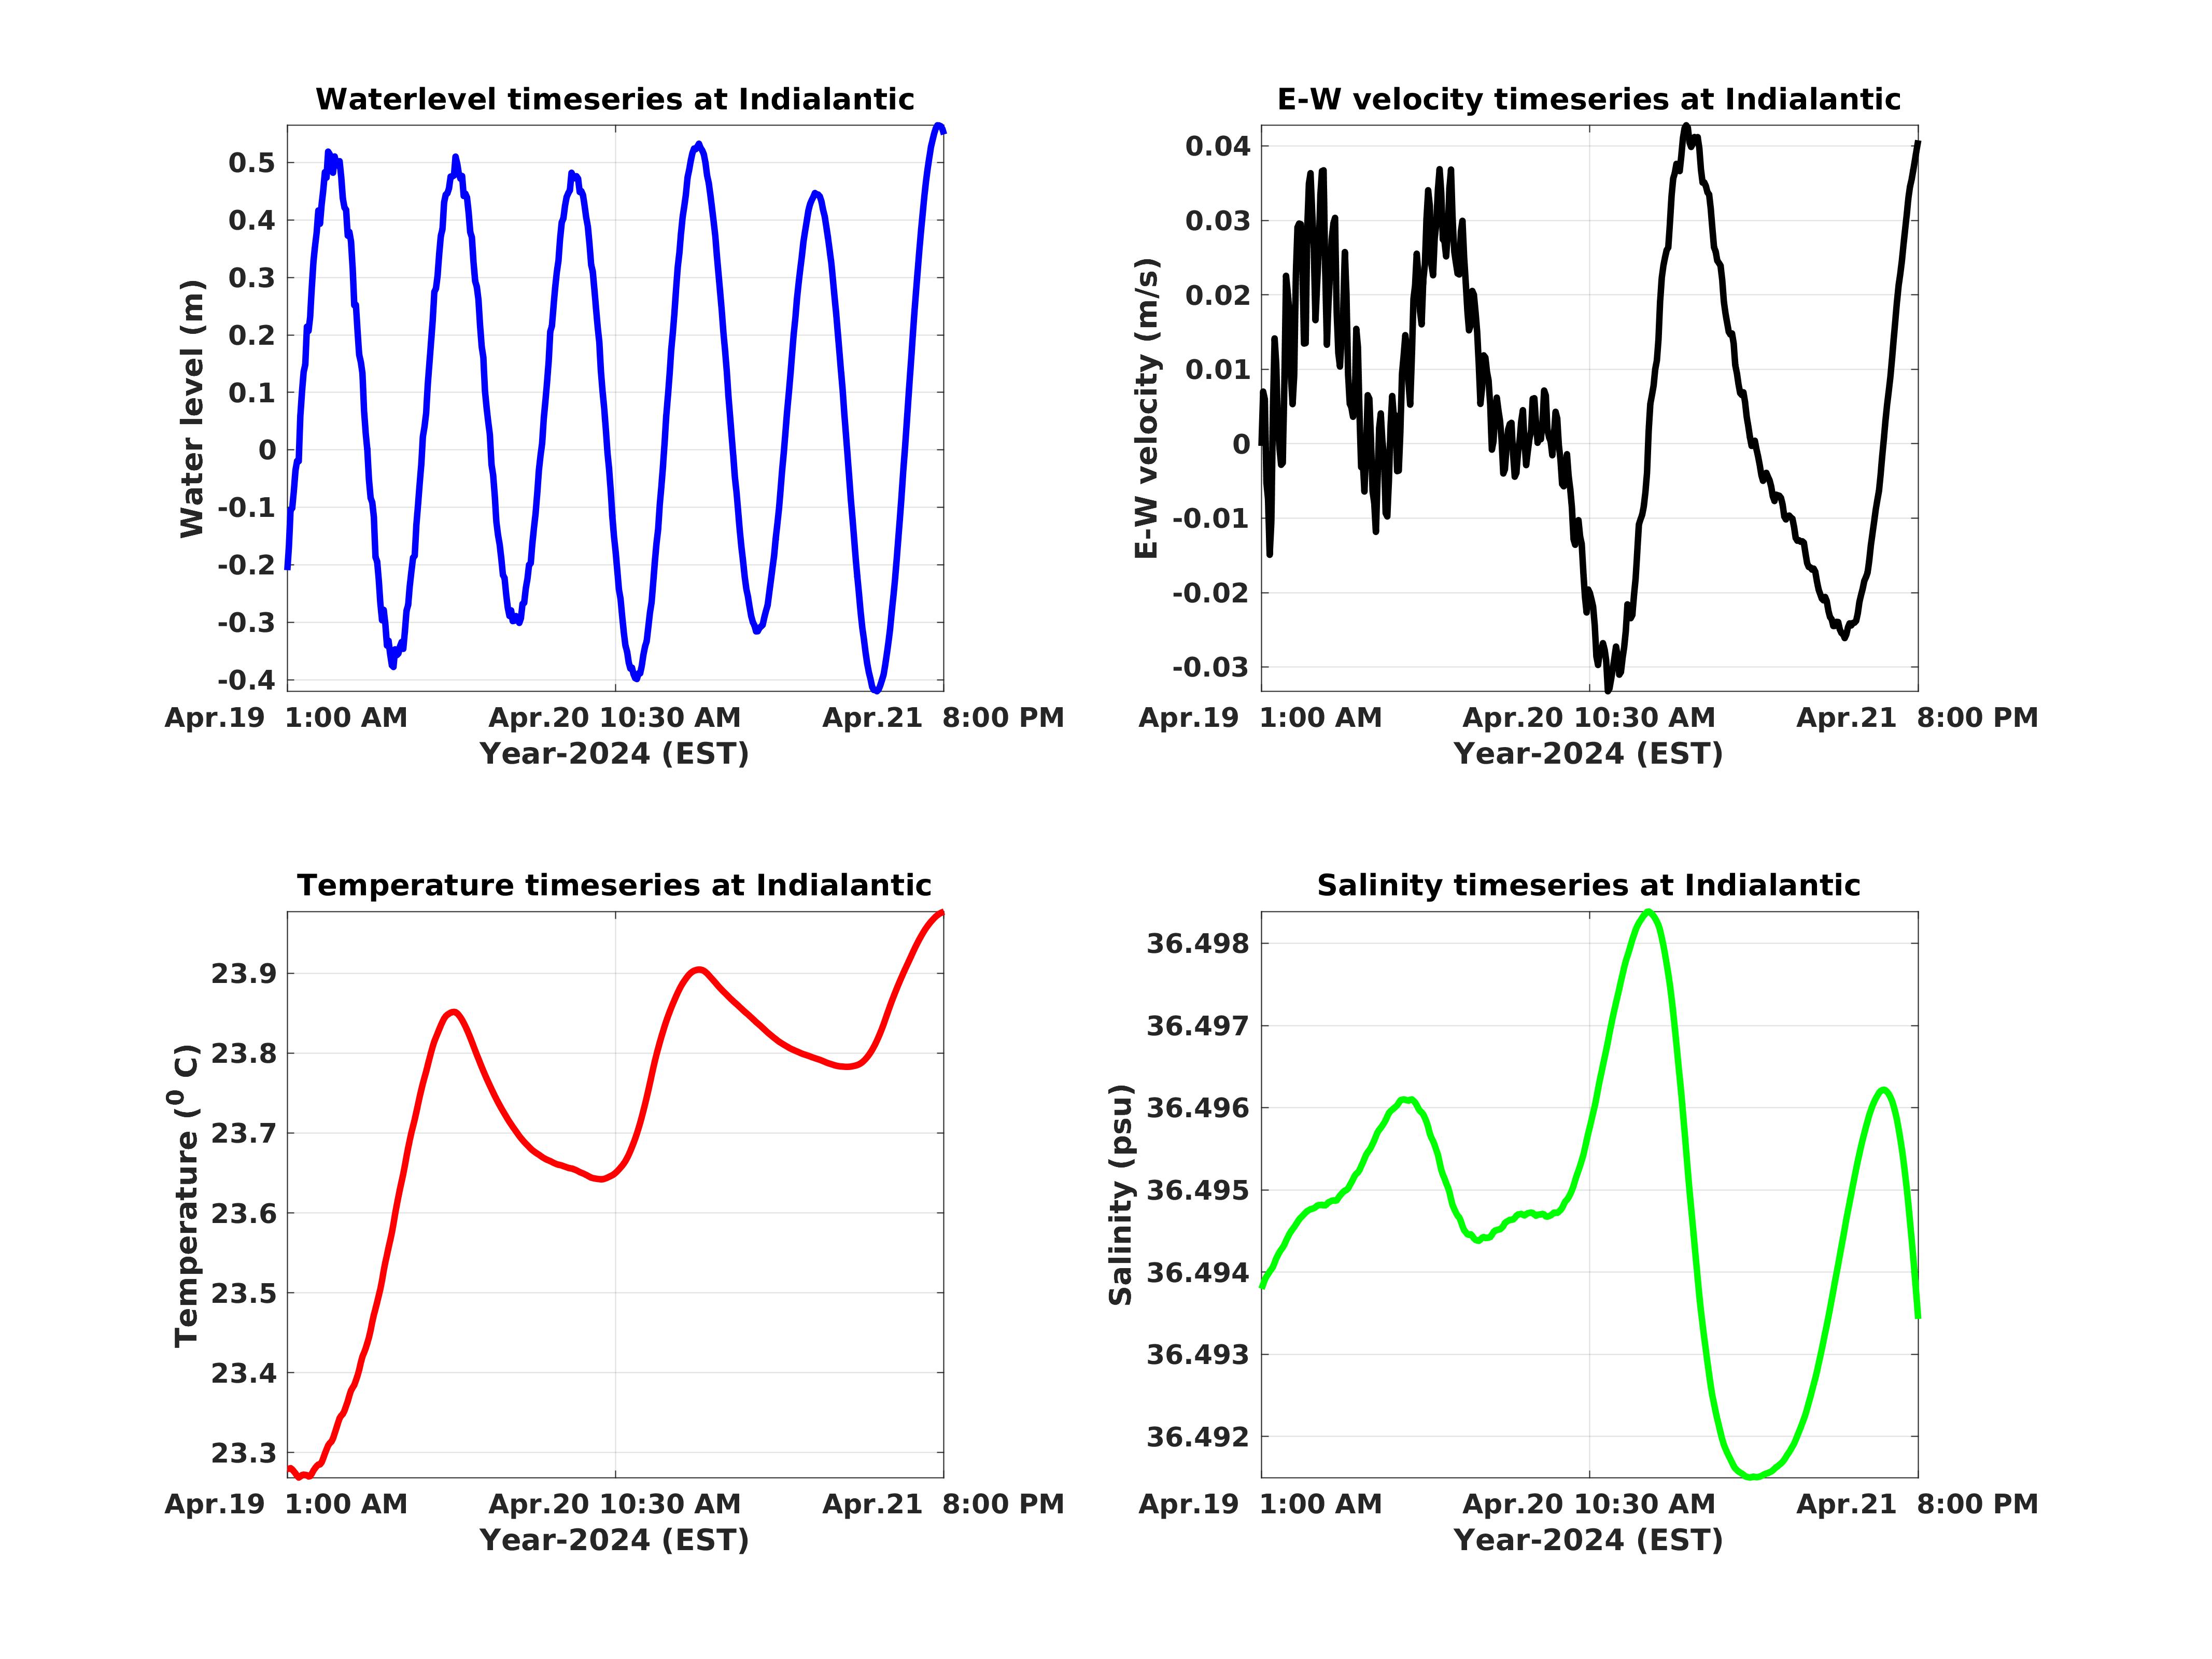 Waterlevel timeseries at Indialantic
Water level (m)
0.5
0.4
0.3
0.2
0.1
0
-0.1
-0.2
-0.3
-0.4
Apr.19  1:00 AM
Apr.20 10:30 AM
Apr.21  8:00 PM
Year-2024 (EST)
E-W velocity timeseries at Indialantic
E-W velocity (m/s)
0.04
0.03
0.02
0.01
0
-0.01
-0.02
-0.03
Apr.19  1:00 AM
Apr.20 10:30 AM
Apr.21  8:00 PM
Year-2024 (EST)
Temperature timeseries at Indialantic
Temperature (⁰ C)
23.9
23.8
23.7
23.6
23.5
23.4
23.3
Apr.19  1:00 AM
Apr.20 10:30 AM
Apr.21  8:00 PM
Year-2024 (EST)
Salinity timeseries at Indialantic
Salinity (psu)
36.498
36.497
36.496
36.495
36.494
36.493
36.492
Apr.19  1:00 AM
Apr.20 10:30 AM
Apr.21  8:00 PM
Year-2024 (EST)